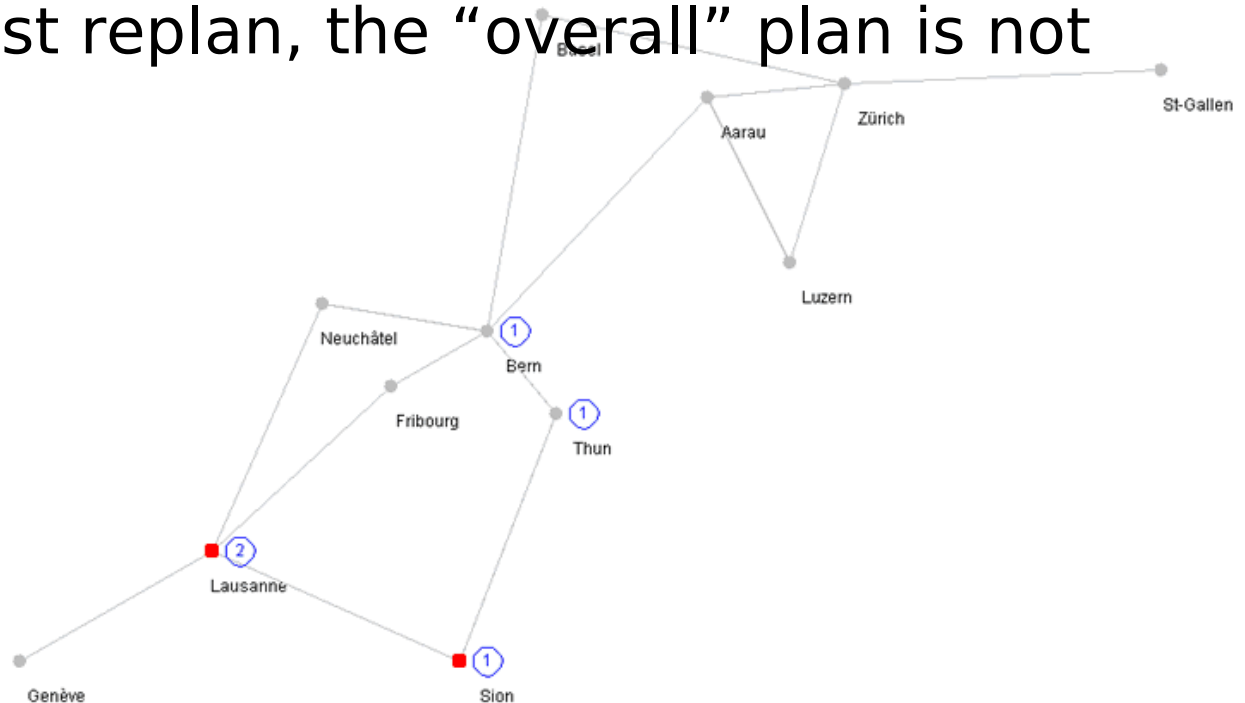 st replan, the “overall” plan is not
Basel
St-Gallen
Zürich
Aarau
Luzern
Neuchâtel
1
Bern
1
Fribourg
Thun
2
Lausanne
1
Genève
Sion